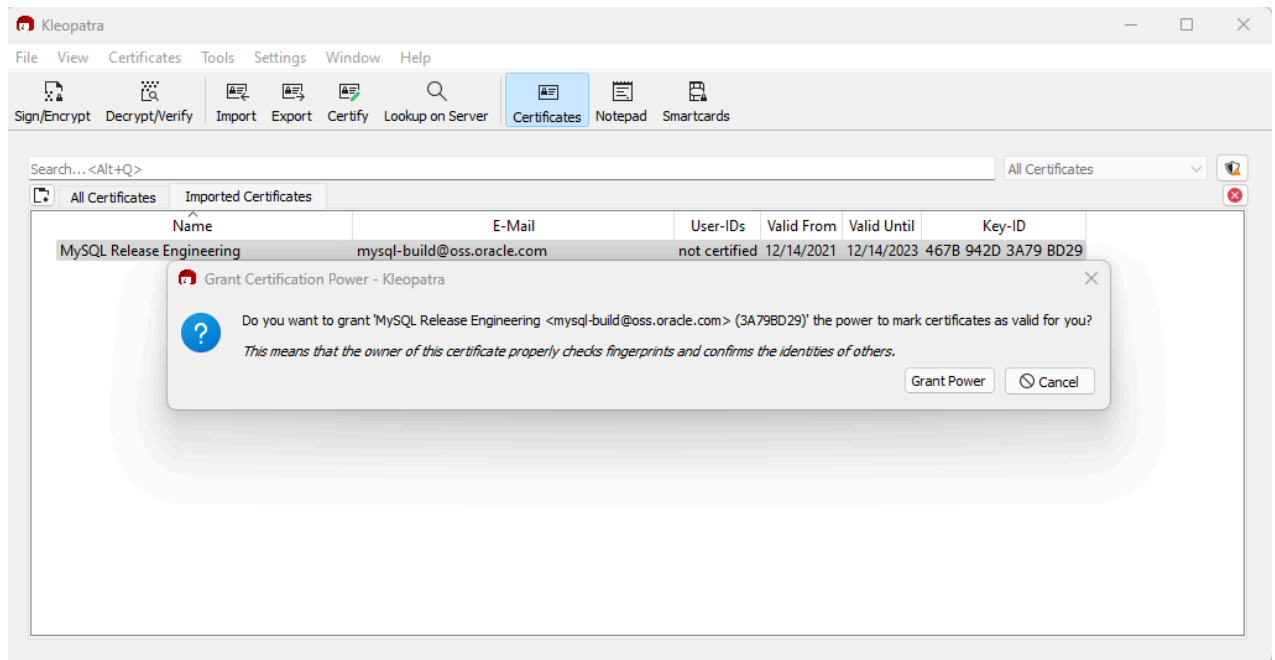 Kleopatra
File View Certificates Tools Settings Window Help
Sign/Encrypt Decrypt/Verify Import Export Certify Lookup on Server Certificates Notepad Smartcards
Search...<Alt+Q> All Certificates
All Certificates Imported Certificates
Name E-Mail User-IDs Valid From Valid Until Key-ID
MySQL Release Engineering mysql-build@oss.oracle.com not certified 12/14/2021 12/14/2023 467B 942D 3A79 BD29
Grant Certification Power - Kleopatra
Do you want to grant 'MySQL Release Engineering <mysql-build@oss.oracle.com> (3A79BD29)' the power to mark certificates as valid for you?
This means that the owner of this certificate properly checks fingerprints and confirms the identities of others.
Grant Power Cancel